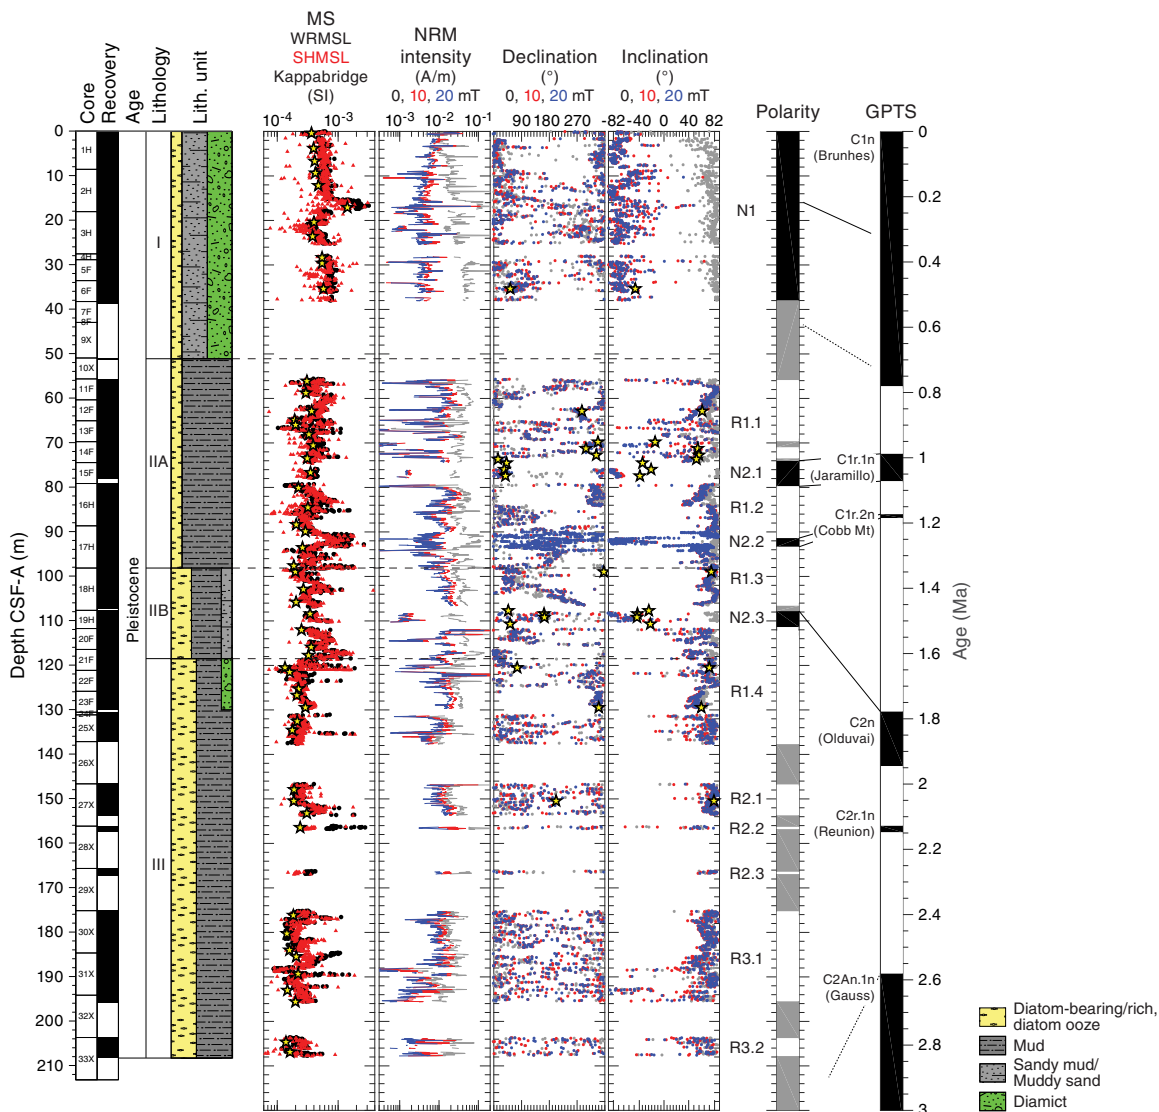 MS
WRMSL
SHMSL
Kappabridge
(SI)
NRM
intensity
(A/m)
0, 10, 20 mT
Declination
(°)
0, 10, 20 mT
Inclination
(°)
0, 10, 20 mT
Core
Recovery
Age
Lithology
Lith. unit
Polarity
GPTS
10-4 10-3
10-3 10-2 10-1
90 180 270
-82 -40 0 40 82
Depth CSF-A (m)
0
10
20
30
40
50
60
70
80
90
100
110
120
130
140
150
160
170
180
190
200
210
1H
2H
3H
4H
5F
6F
7F
8F
9X
10X
11F
12F
13F
14F
15F
16H
17H
18H
19H
20F
21F
22F
23F
24F
25X
26X
27X
28X
29X
30X
31X
32X
33X
Pleistocene
I
IIA
IIB
III
N1
R1.1
N2.1
R1.2
N2.2
R1.3
N2.3
R1.4
R2.1
R2.2
R2.3
R3.1
R3.2
C1n
(Brunhes)
C1r.1n
(Jaramillo)
C1r.2n
(Cobb Mt)
C2n
(Olduvai)
C2r.1n
(Reunion)
C2An.1n
(Gauss)
0
0.2
0.4
0.6
0.8
1
1.2
1.4
1.6
1.8
2
2.2
2.4
2.6
2.8
3
Age (Ma)
Diatom-bearing/rich,
diatom ooze
Mud
Sandy mud/
Muddy sand
Diamict